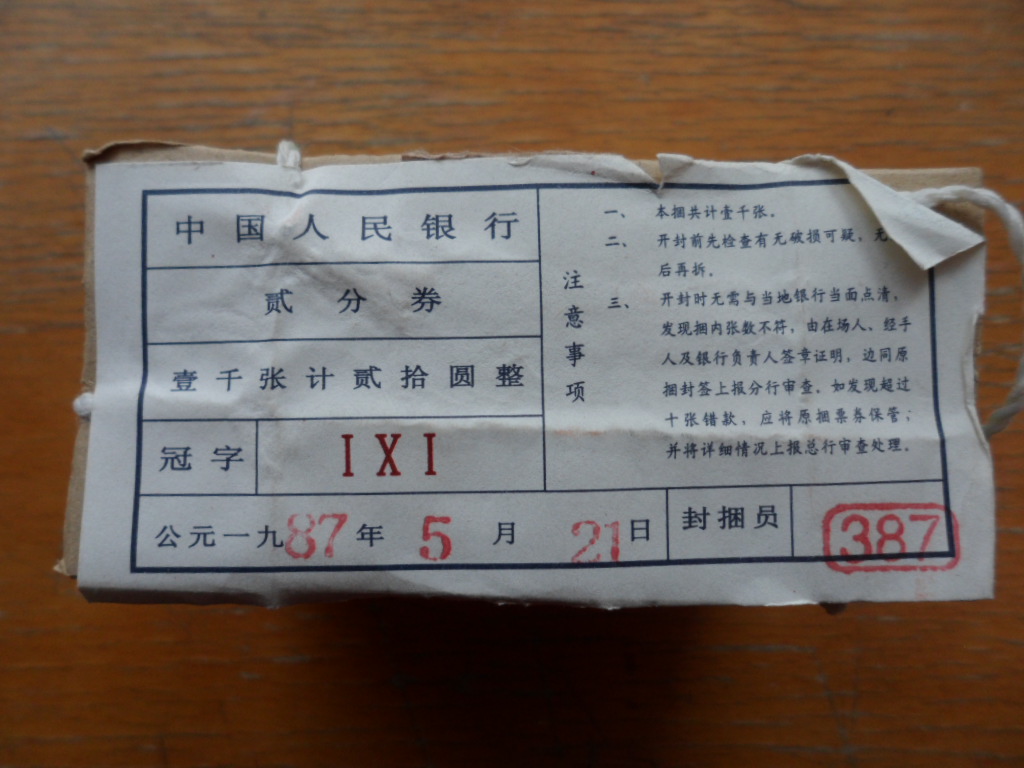 中国人民银行
贰分券
壹千张计贰拾圆整
冠字 IXI
公元一九87年5月21日 封捆员 387
注意事项
一、 本捆共计壹千张。
二、 开封前先检查有无破损可疑，无
后再拆。
三、 开封时无需与当地银行当面点清，
发现捆内张数不符，由在场人、经手
人及银行负责人签章证明，边同原
捆封签上报分行审查。如发现超过
十张错款，应将原捆票券保管；
并将详细情况上报总行审查处理。